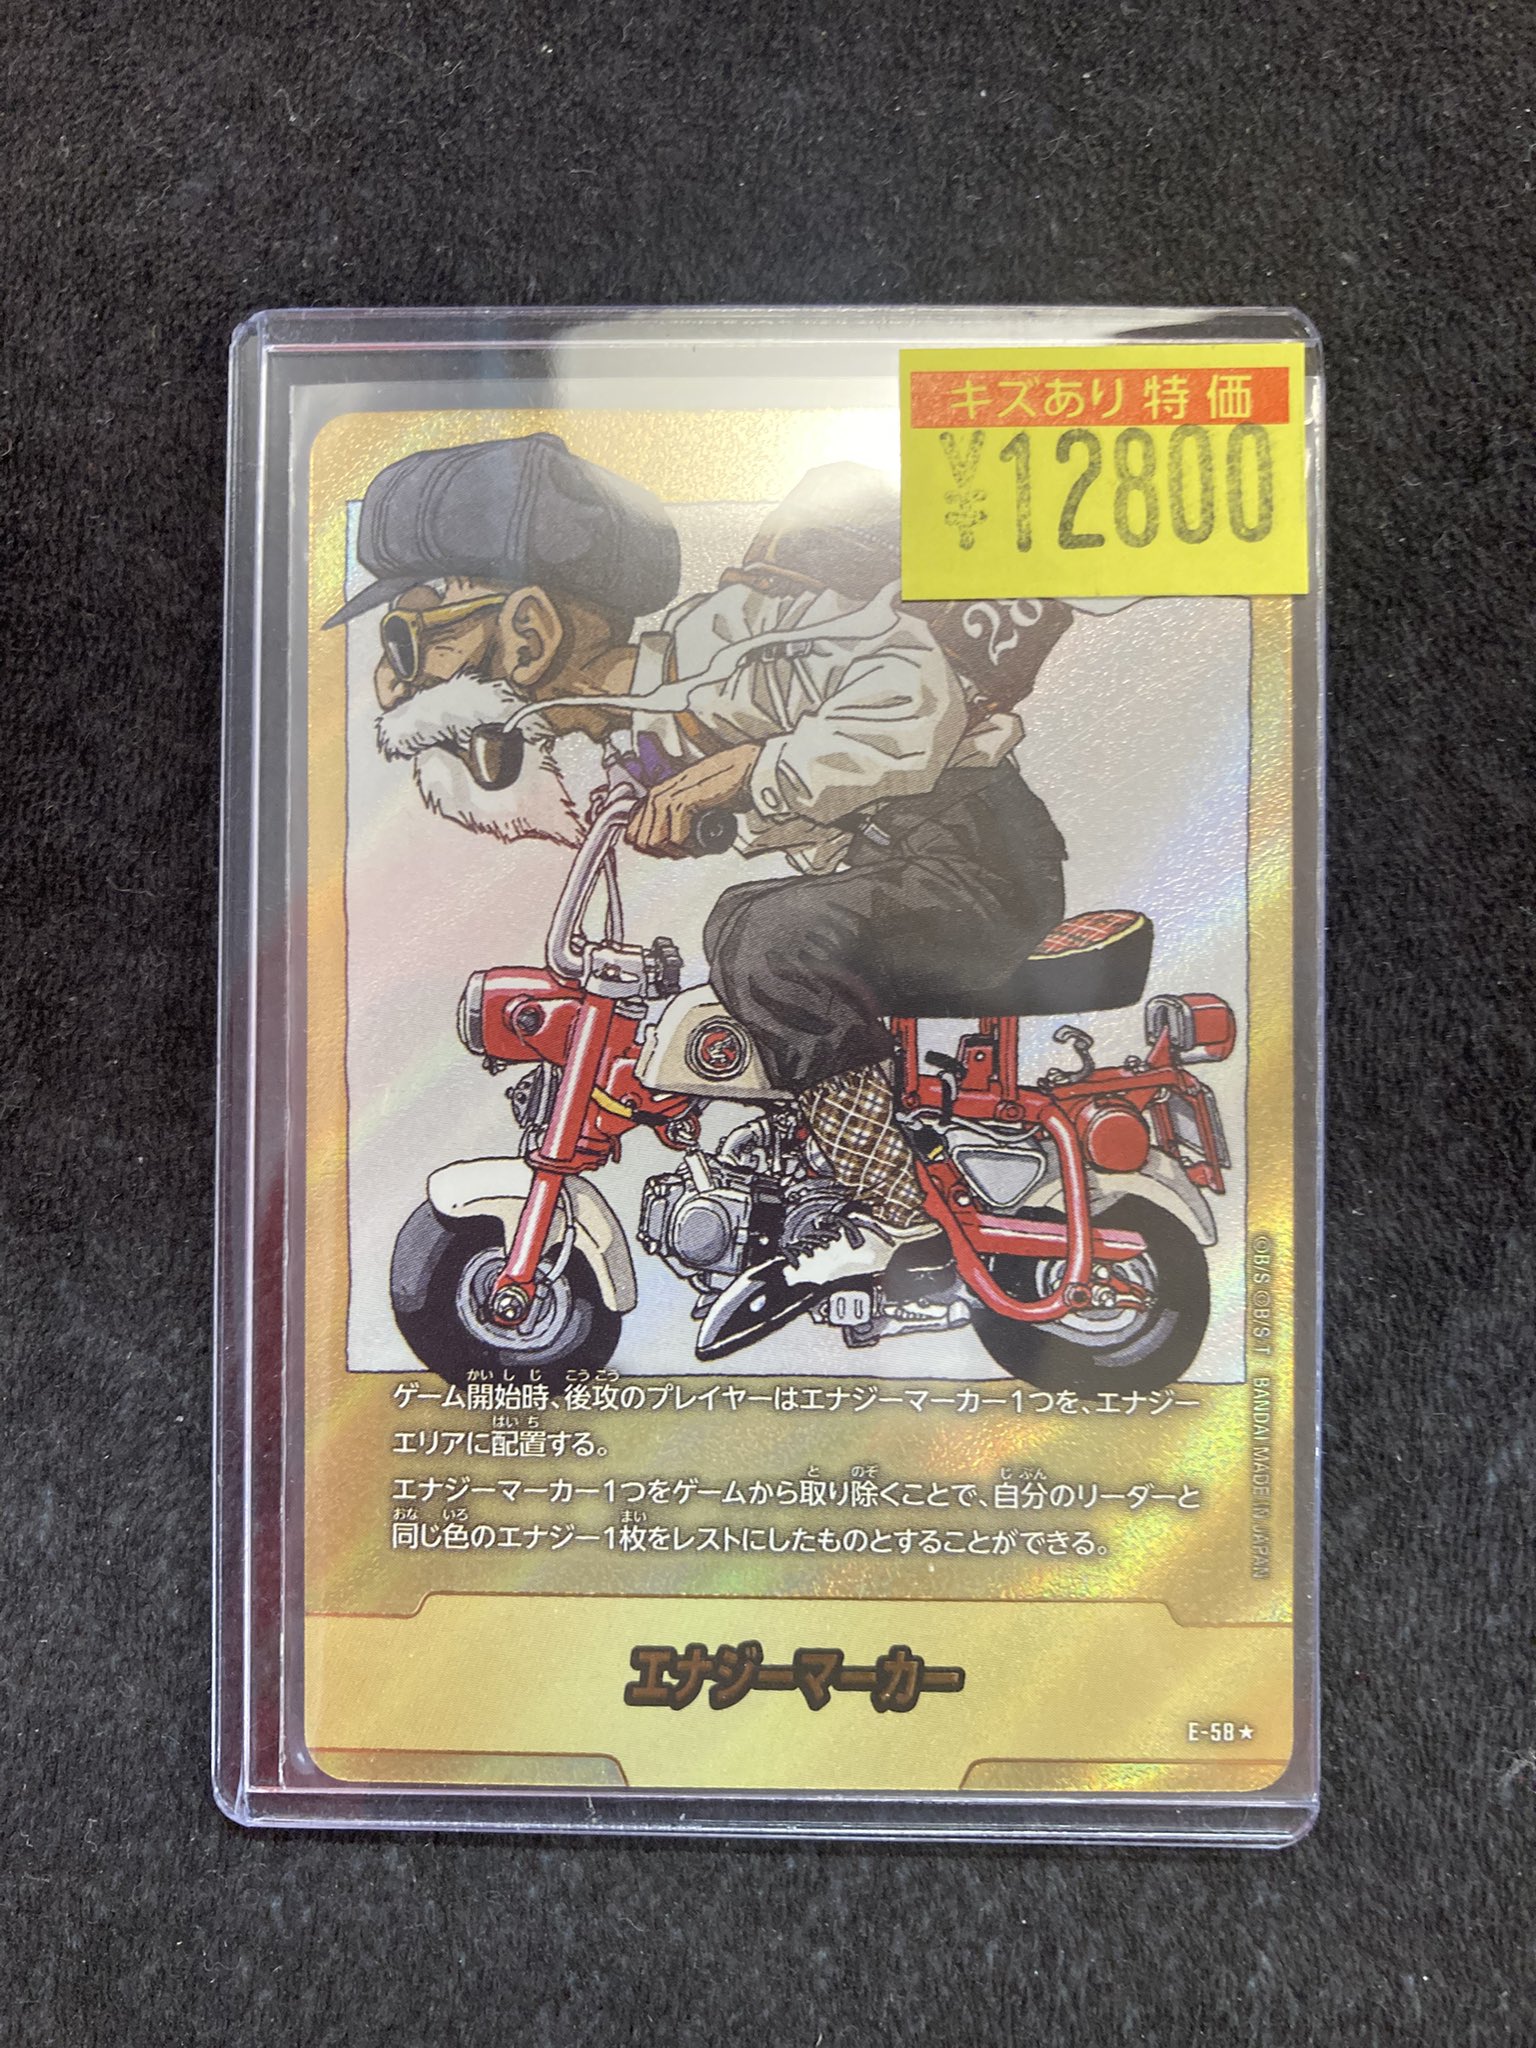 キズあり特価
¥12800
28
ゲーム開始時、後攻のプレイヤーはエナジーマーカー1つを、エナジー
エリアに配置する。
エナジーマーカー1つをゲームから取り除くことで、自分のリーダーと
同じ色のエナジー1枚をレストにしたものとすることができる。
エナジーマーカー
E-58★
©B/S ©B/S・T BANDAI MADE IN JAPAN